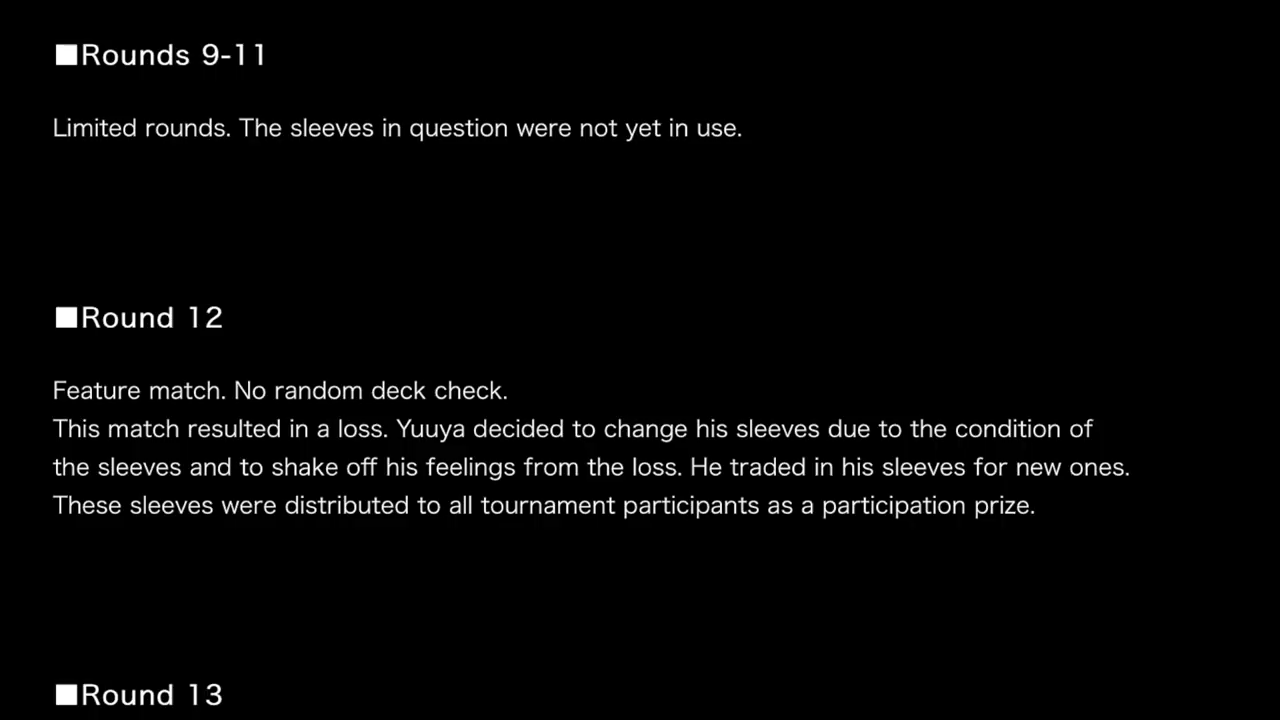 ■Rounds 9-11
Limited rounds. The sleeves in question were not yet in use.
■Round 12
Feature match. No random deck check.
This match resulted in a loss. Yuuya decided to change his sleeves due to the condition of
the sleeves and to shake off his feelings from the loss. He traded in his sleeves for new ones.
These sleeves were distributed to all tournament participants as a participation prize.
■Round 13